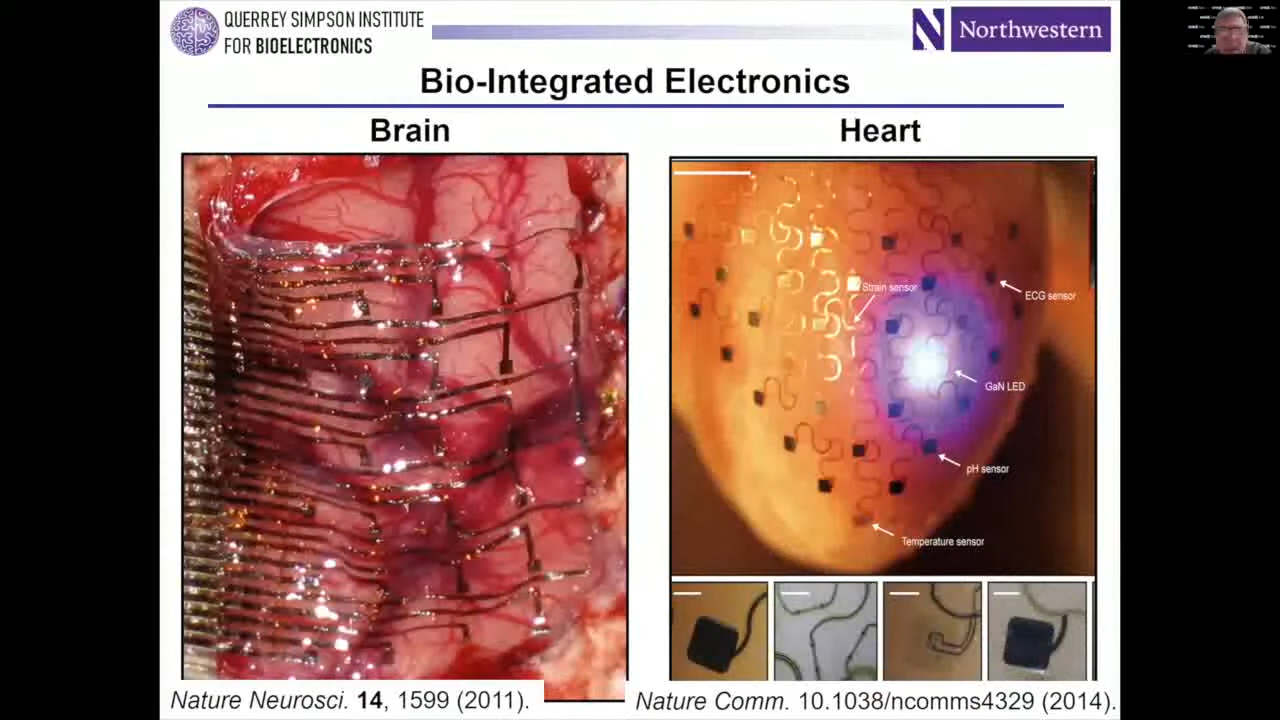 QUERREY SIMPSON INSTITUTE
FOR BIOELECTRONICS
N Northwestern
Bio-Integrated Electronics
Brain
Heart
Strain sensor
ECG sensor
GaN LED
pH sensor
Temperature sensor
Nature Neurosci. 14, 1599 (2011).
Nature Comm. 10.1038/ncomms4329 (2014).